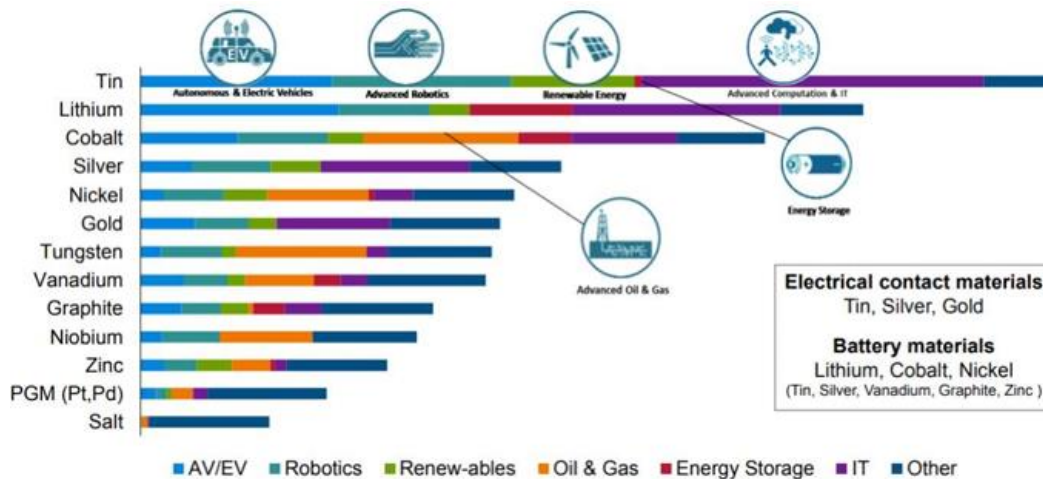 EV
Tin
Autonomous & Electric Vehicles
Advanced Robotics
Renewable Energy
Advanced Computation & IT
Lithium
Cobalt
Silver
Nickel
Energy Storage
Gold
Tungsten
Vanadium
Advanced Oil & Gas
Graphite
Niobium
Zinc
PGM (Pt,Pd)
Salt
Electrical contact materials
Tin, Silver, Gold
Battery materials
Lithium, Cobalt, Nickel
(Tin, Silver, Vanadium, Graphite, Zinc )
AV/EV Robotics Renew-ables Oil & Gas Energy Storage IT Other